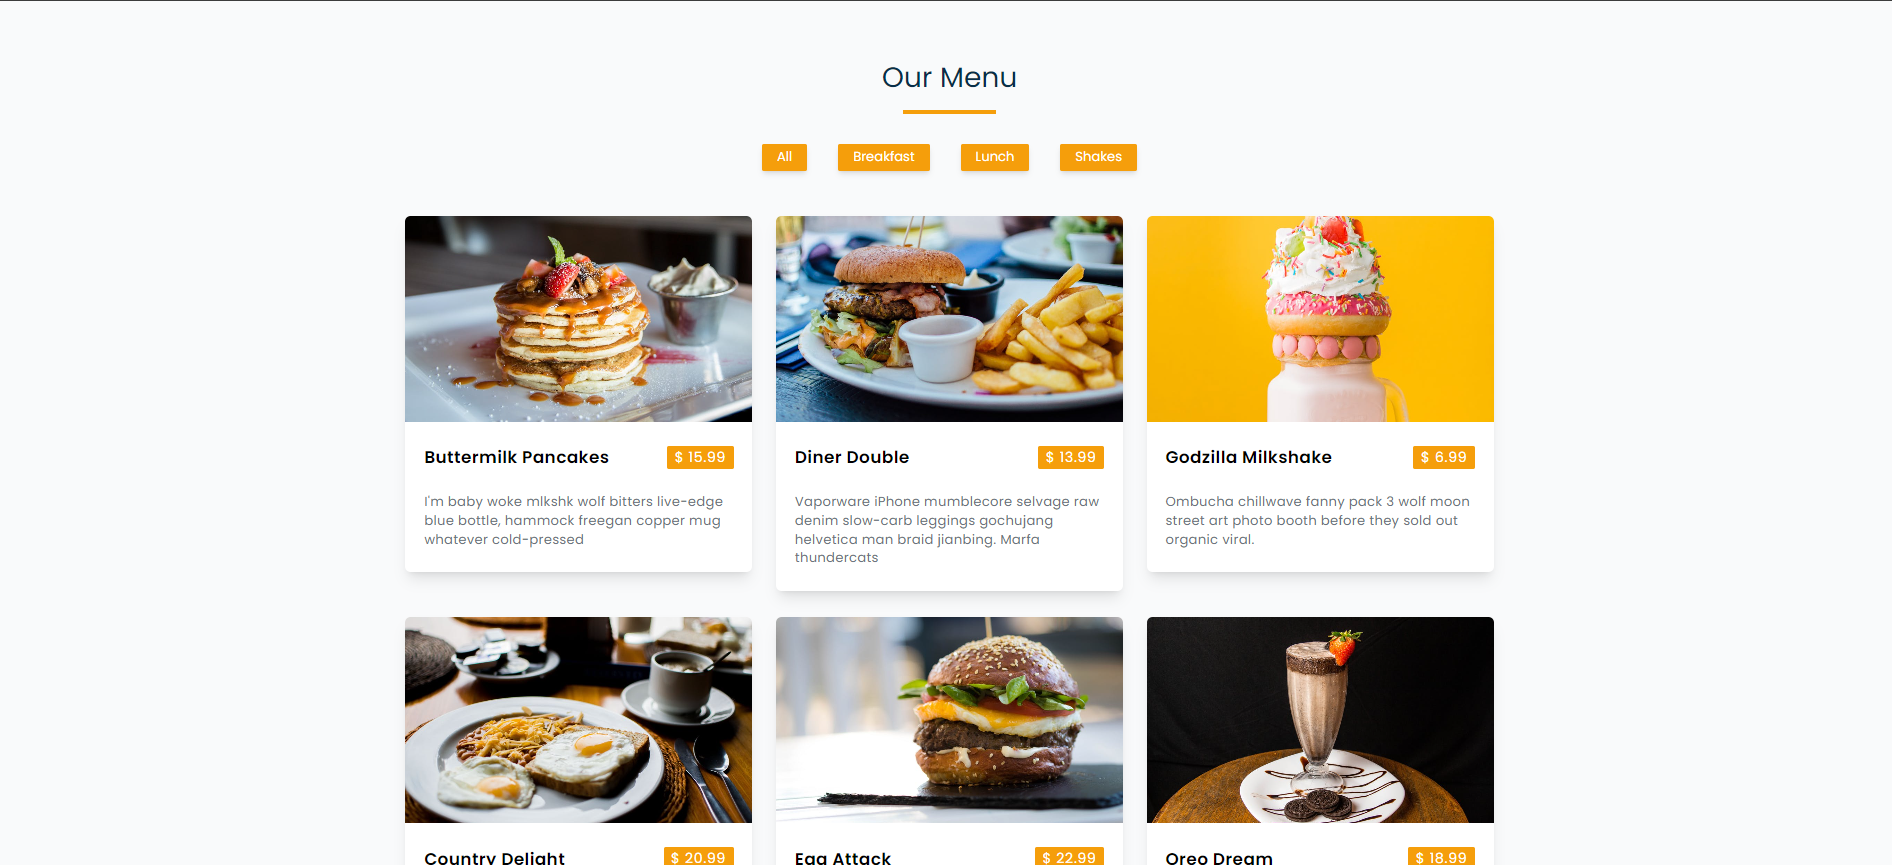 Our Menu
All
Breakfast
Lunch
Shakes
Buttermilk Pancakes
$ 15.99
I'm baby woke mlkshk wolf bitters live-edge
blue bottle, hammock freegan copper mug
whatever cold-pressed
Diner Double
$ 13.99
Vaporware iPhone mumblecore selvage raw
denim slow-carb leggings gochujang
helvetica man braid jianbing. Marfa
thundercats
Godzilla Milkshake
$ 6.99
Ombucha chillwave fanny pack 3 wolf moon
street art photo booth before they sold out
organic viral.
Country Delight
$ 20.99
Egg Attack
$ 22.99
Oreo Dream
$ 18.99